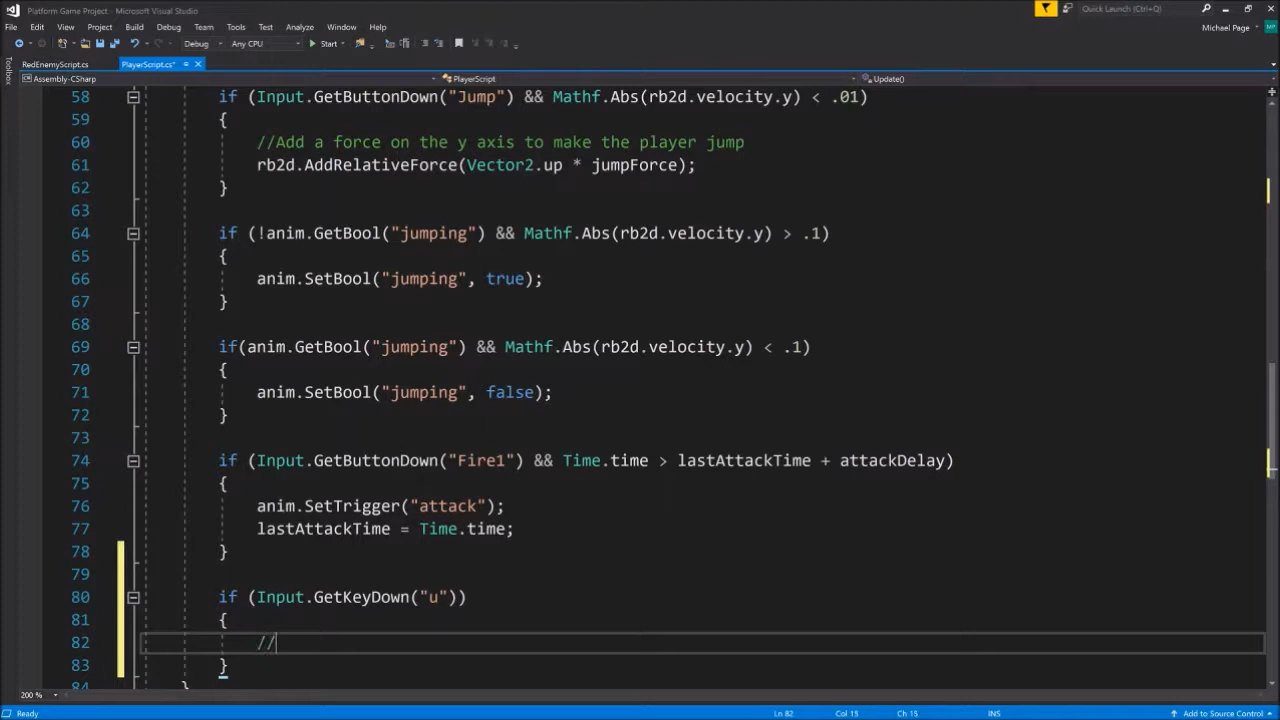 Platform Game Project - Microsoft Visual Studio
Quick Launch (Ctrl+Q)
File Edit View Project Build Debug Team Tools Test Analyze Window Help
Michael Page MP
Debug Any CPU Start
RedEnemyScript.cs PlayerScript.cs*
Toolbox
Assembly-CSharp PlayerScript Update()
58 if (Input.GetButtonDown("Jump") && Mathf.Abs(rb2d.velocity.y) < .01)
59 {
60 //Add a force on the y axis to make the player jump
61 rb2d.AddRelativeForce(Vector2.up * jumpForce);
62 }
63
64 if (!anim.GetBool("jumping") && Mathf.Abs(rb2d.velocity.y) > .1)
65 {
66 anim.SetBool("jumping", true);
67 }
68
69 if(anim.GetBool("jumping") && Mathf.Abs(rb2d.velocity.y) < .1)
70 {
71 anim.SetBool("jumping", false);
72 }
73
74 if (Input.GetButtonDown("Fire1") && Time.time > lastAttackTime + attackDelay)
75 {
76 anim.SetTrigger("attack");
77 lastAttackTime = Time.time;
78 }
79
80 if (Input.GetKeyDown("u"))
81 {
82 //
83 }
84 }
200 %
Ready Ln 82 Col 15 Ch 15 INS Add to Source Control